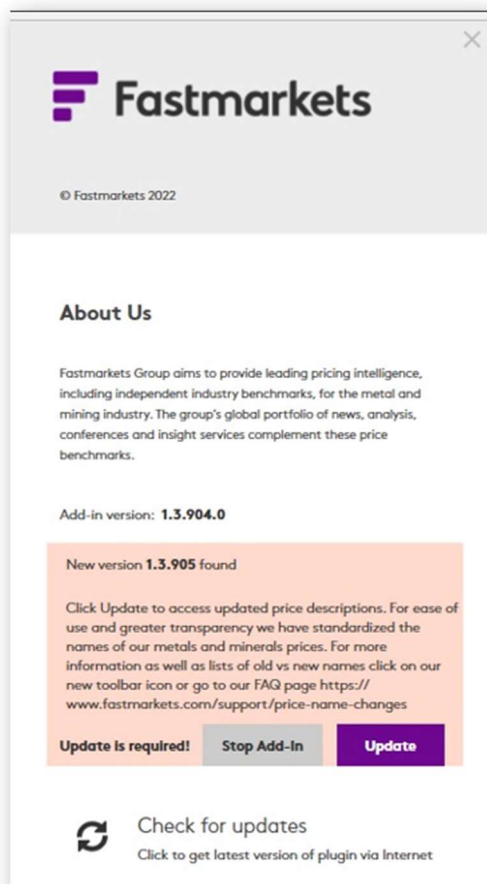 Fastmarkets
© Fastmarkets 2022
About Us
Fastmarkets Group aims to provide leading pricing intelligence,
including independent industry benchmarks, for the metal and
mining industry. The group's global portfolio of news, analysis,
conferences and insight services complement these price
benchmarks.
Add-in version: 1.3.904.0
New version 1.3.905 found
Click Update to access updated price descriptions. For ease of
use and greater transparency we have standardized the
names of our metals and minerals prices. For more
information as well as lists of old vs new names click on our
new toolbar icon or go to our FAQ page https://
www.fastmarkets.com/support/price-name-changes
Update is required! Stop Add-In Update
Check for updates
Click to get latest version of plugin via Internet